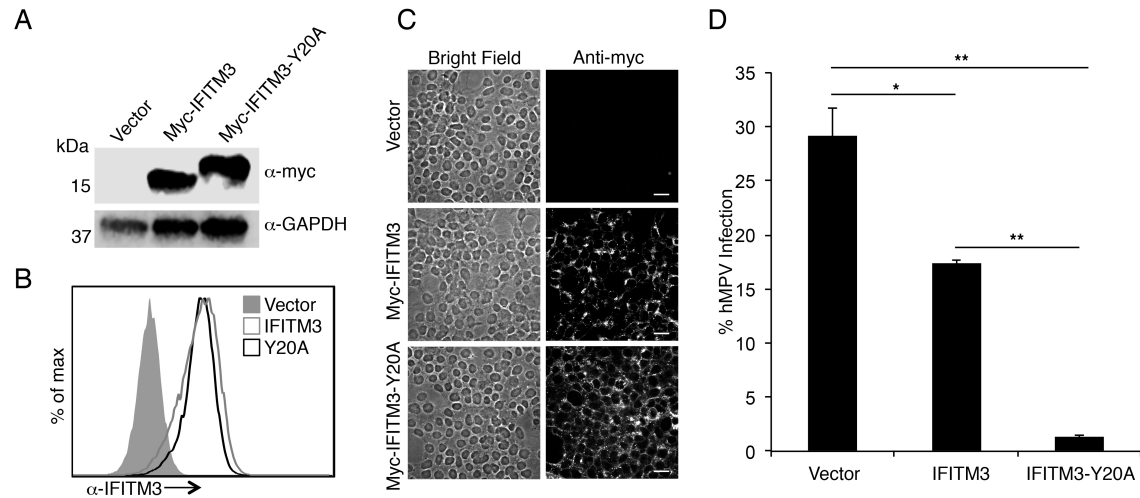 A
Vector
Myc-IFITM3
Myc-IFITM3-Y20A
kDa
15
α-myc
37
α-GAPDH
B
Vector
IFITM3
Y20A
% of max
α-IFITM3
C
Bright Field
Anti-myc
Vector
Myc-IFITM3
Myc-IFITM3-Y20A
D
**
*
**
35
30
25
20
15
10
5
0
% hMPV Infection
Vector
IFITM3
IFITM3-Y20A